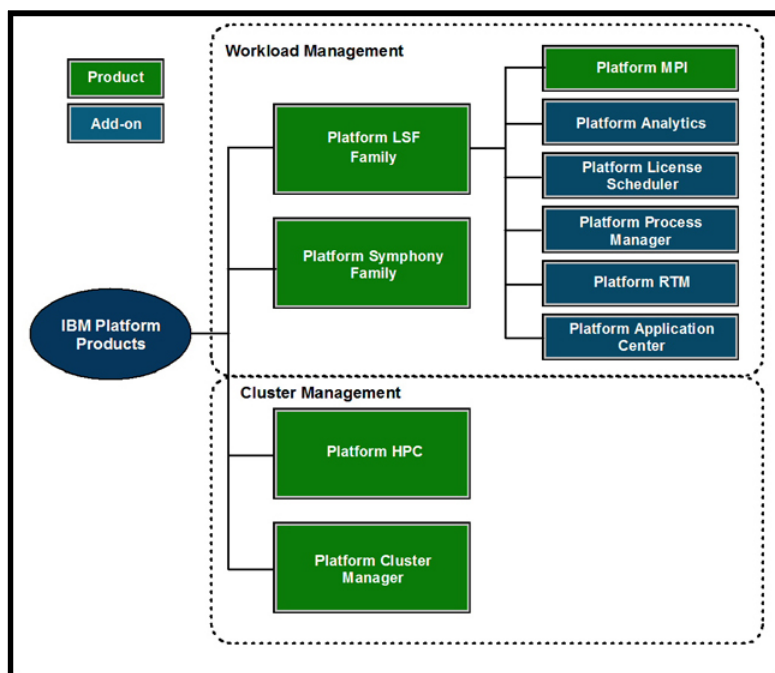 Workload Management
Product
Add-on
Platform LSF
Family
Platform MPI
Platform Analytics
Platform License
Scheduler
Platform Process
Manager
Platform RTM
Platform Application
Center
Platform Symphony
Family
IBM Platform
Products
Cluster Management
Platform HPC
Platform Cluster
Manager